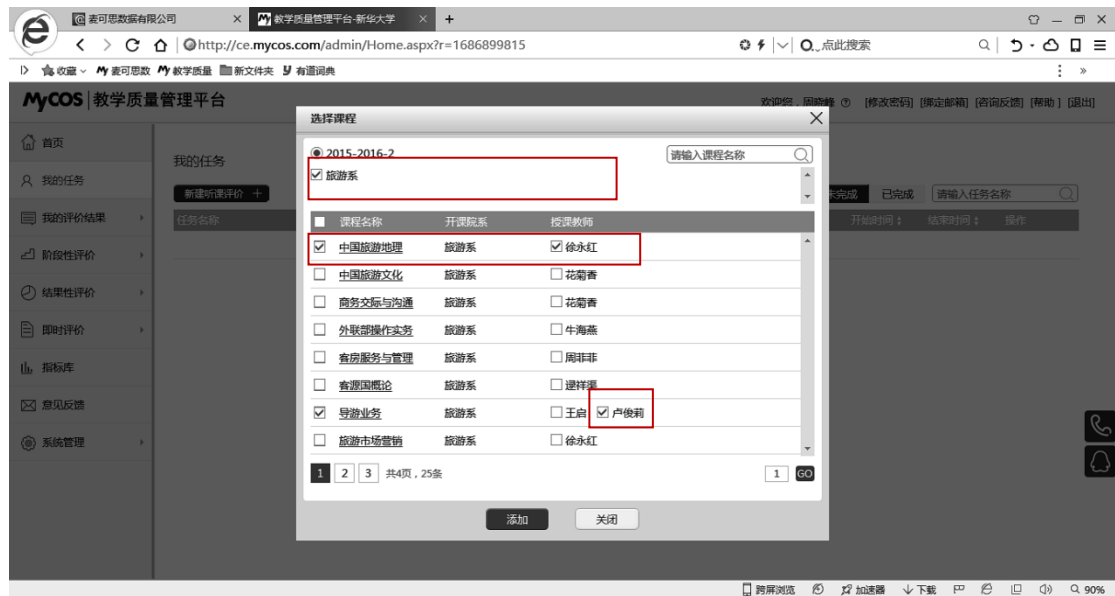 麦可思数据有限公司 × 教学质量管理平台-新华大学 × +
http://ce.mycos.com/admin/Home.aspx?r=1686899815 点此搜索
收藏 麦可思数 教学质量 新文件夹 有道词典 »
MyCOS 教学质量管理平台 [修改密码] [绑定邮箱] [咨询反馈] [帮助] [退出]
选择课程
首页
我的任务
我的评价结果
阶段性评价
结果性评价
即时评价
指标库
意见反馈
系统管理
我的任务
新建听课评价 +
未完成 已完成 请输入任务名称
任务名称 开始时间 结束时间 操作
2015-2016-2 请输入课程名称
旅游系
课程名称 开课院系 授课教师
中国旅游地理 旅游系 徐永红
中国旅游文化 旅游系 花菊香
商务交际与沟通 旅游系 花菊香
外联部操作实务 旅游系 牛海燕
客房服务与管理 旅游系 周菲菲
客源国概论 旅游系 逯祥渠
导游业务 旅游系 王启 卢俊莉
旅游市场营销 旅游系 徐永红
1 2 3 共4页，25条 1 GO
添加 关闭
跨屏浏览 加速器 下载 90%